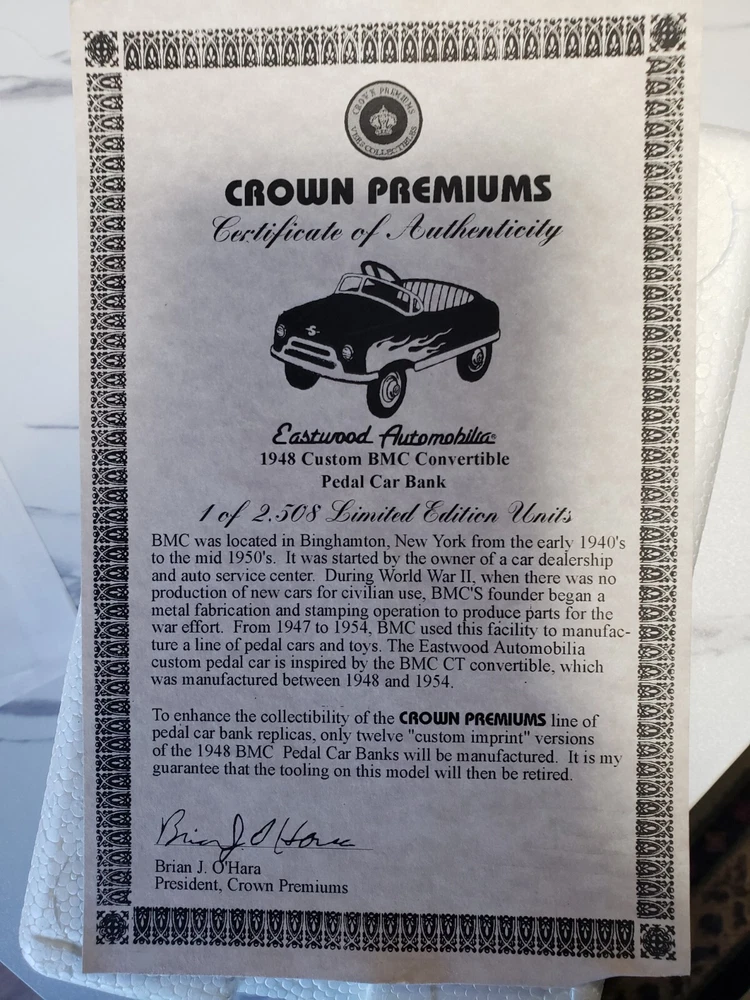 CROWN PREMIUMS
CROWN PREMIUMS
Certificate of Authenticity
Eastwood Automobilia®
1948 Custom BMC Convertible
Pedal Car Bank
1 of 2,508 Limited Edition Units
BMC was located in Binghamton, New York from the early 1940's
to the mid 1950's. It was started by the owner of a car dealership
and auto service center. During World War II, when there was no
production of new cars for civilian use, BMC'S founder began a
metal fabrication and stamping operation to produce parts for the
war effort. From 1947 to 1954, BMC used this facility to manufac-
ture a line of pedal cars and toys. The Eastwood Automobilia
custom pedal car is inspired by the BMC CT convertible, which
was manufactured between 1948 and 1954.
To enhance the collectibility of the CROWN PREMIUMS line of
pedal car bank replicas, only twelve "custom imprint" versions
of the 1948 BMC Pedal Car Banks will be manufactured. It is my
guarantee that the tooling on this model will then be retired.
Brian J. O'Hara
Brian J. O'Hara
President, Crown Premiums